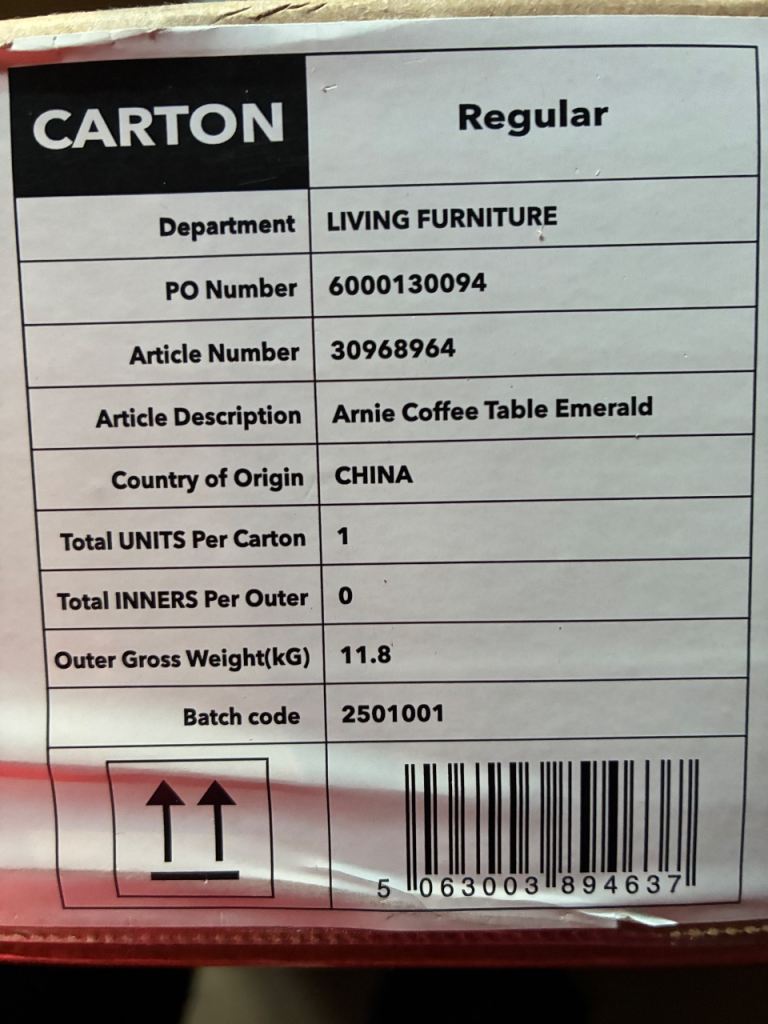 CARTON Regular
Department LIVING FURNITURE
PO Number 6000130094
Article Number 30968964
Article Description Arnie Coffee Table Emerald
Country of Origin CHINA
Total UNITS Per Carton 1
Total INNERS Per Outer 0
Outer Gross Weight(kG) 11.8
Batch code 2501001
5 063003 894637